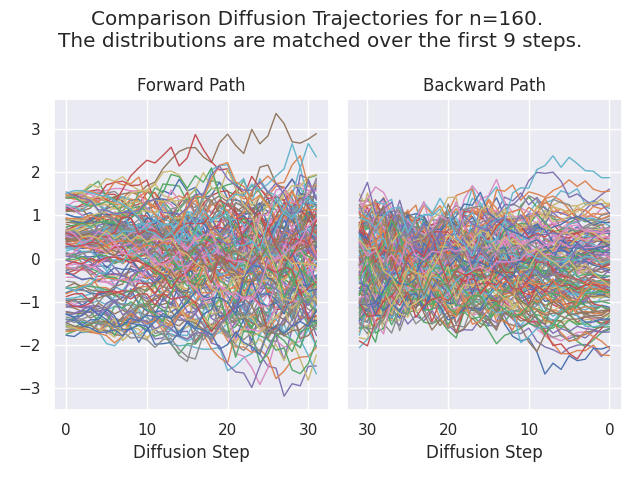 Comparison Diffusion Trajectories for n=160.
The distributions are matched over the first 9 steps.
Forward Path
Backward Path
3
2
1
0
−1
−2
−3
0 10 20 30
30 20 10 0
Diffusion Step
Diffusion Step